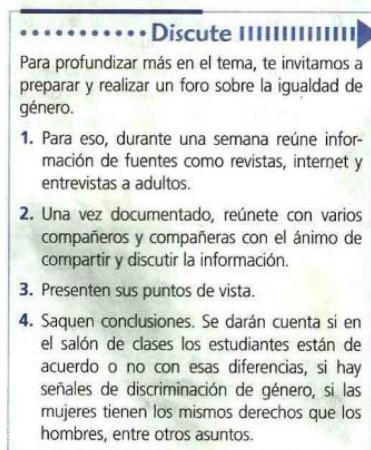 Discute
Para profundizar más en el tema, te invitamos a
preparar y realizar un foro sobre la igualdad de
género.
1. Para eso, durante una semana reúne infor-
mación de fuentes como revistas, internet y
entrevistas a adultos.
2. Una vez documentado, reúnete con varios
compañeros y compañeras con el ánimo de
compartir y discutir la información.
3. Presenten sus puntos de vista.
4. Saquen conclusiones. Se darán cuenta si en
el salón de clases los estudiantes están de
acuerdo o no con esas diferencias, si hay
señales de discriminación de género, si las
mujeres tienen los mismos derechos que los
hombres, entre otros asuntos.